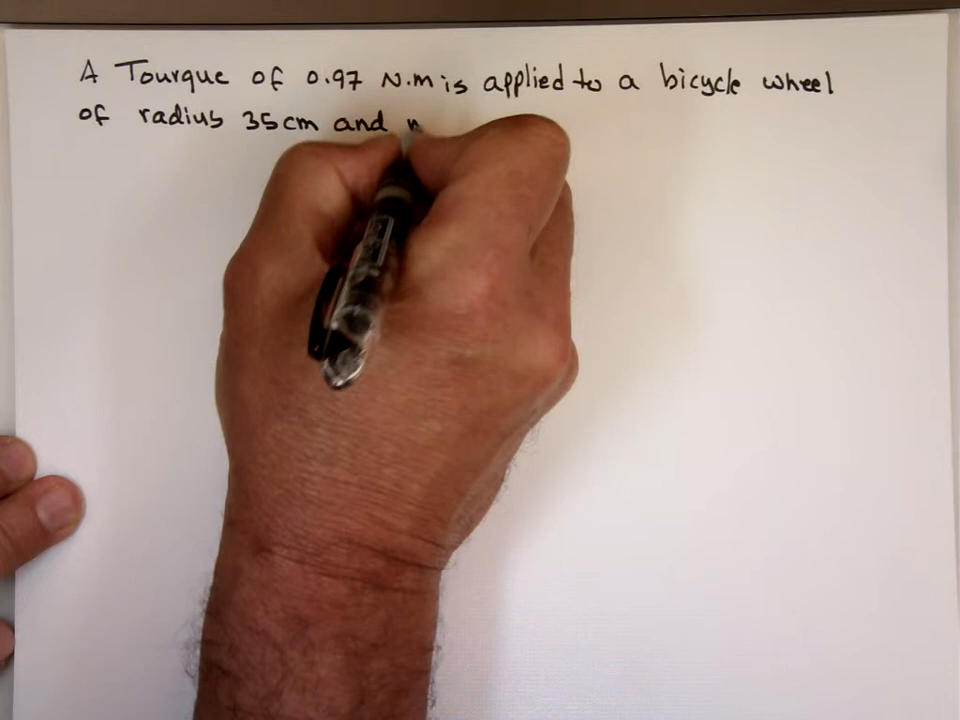 A Tourque of 0.97 N.m is applied to a bicycle wheel
of radius 35cm and